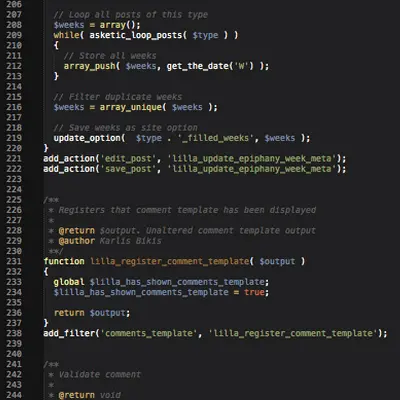 206
207 // Loop all posts of this type
208 $weeks = array();
209 while( asketic_loop_posts( $type ) )
210 {
211 // Store all weeks
212 array_push( $weeks, get_the_date('W') );
213 }
214
215 // Filter duplicate weeks
216 $weeks = array_unique( $weeks );
217
218 // Save weeks as site option
219 update_option(  $type . '_filled_weeks', $weeks );
220 }
221 add_action('edit_post', 'lilla_update_epiphany_week_meta');
222 add_action('save_post', 'lilla_update_epiphany_week_meta');
223
224
225 /**
226 * Registers that comment template has been displayed
227 *
228 * @return $output. Unaltered comment template output
229 * @author Karlis Bikis
230 **/
231 function lilla_register_comment_template( $output )
232 {
233 global $lilla_has_shown_comments_template;
234 $lilla_has_shown_comments_template = true;
235
236 return $output;
237 }
238 add_filter('comments_template', 'lilla_register_comment_template');
239
240
241 /**
242 * Validate comment
243 *
244 * @return void